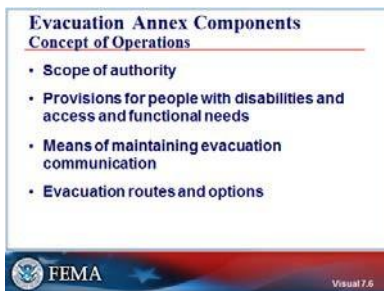 Evacuation Annex Components
Concept of Operations
• Scope of authority
• Provisions for people with disabilities and
access and functional needs
• Means of maintaining evacuation
communication
• Evacuation routes and options
FEMA
Visual 7.6